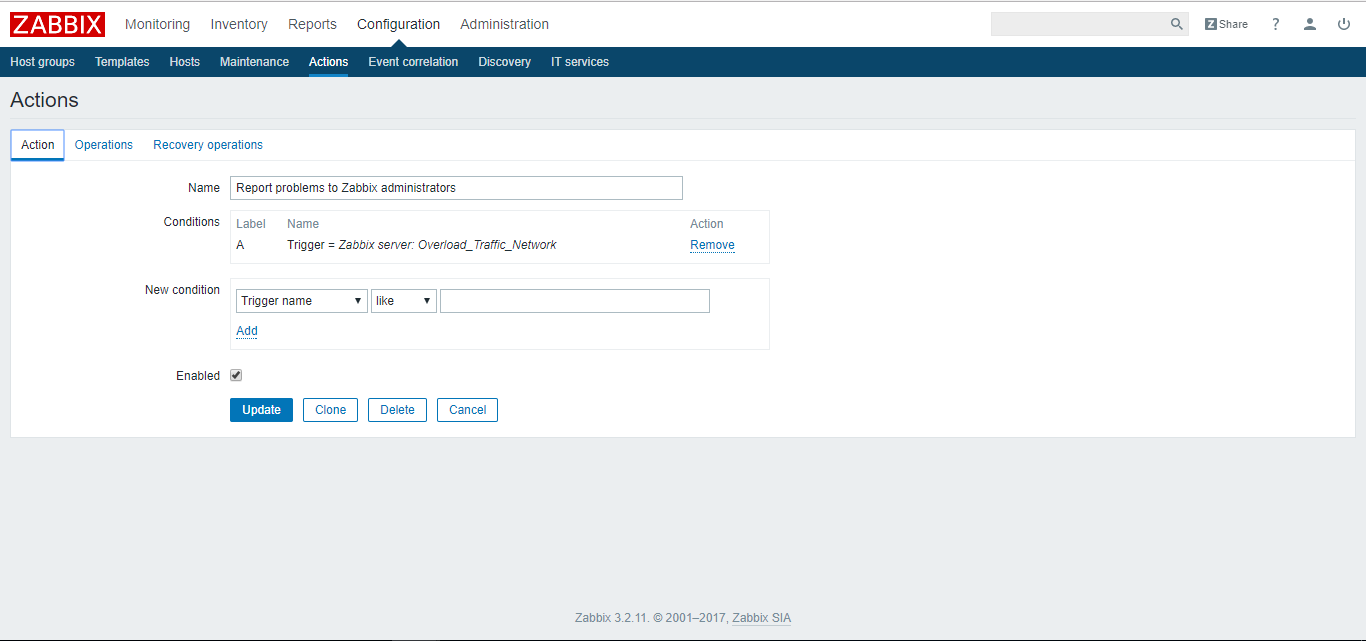 ZABBIX Monitoring Inventory Reports Configuration Administration Z Share ?
Host groups Templates Hosts Maintenance Actions Event correlation Discovery IT services
Actions
Action Operations Recovery operations
Name Report problems to Zabbix administrators
Conditions Label Name Action
A Trigger = Zabbix server: Overload_Traffic_Network Remove
New condition
Trigger name like
Add
Enabled
Update Clone Delete Cancel
Zabbix 3.2.11. © 2001–2017, Zabbix SIA